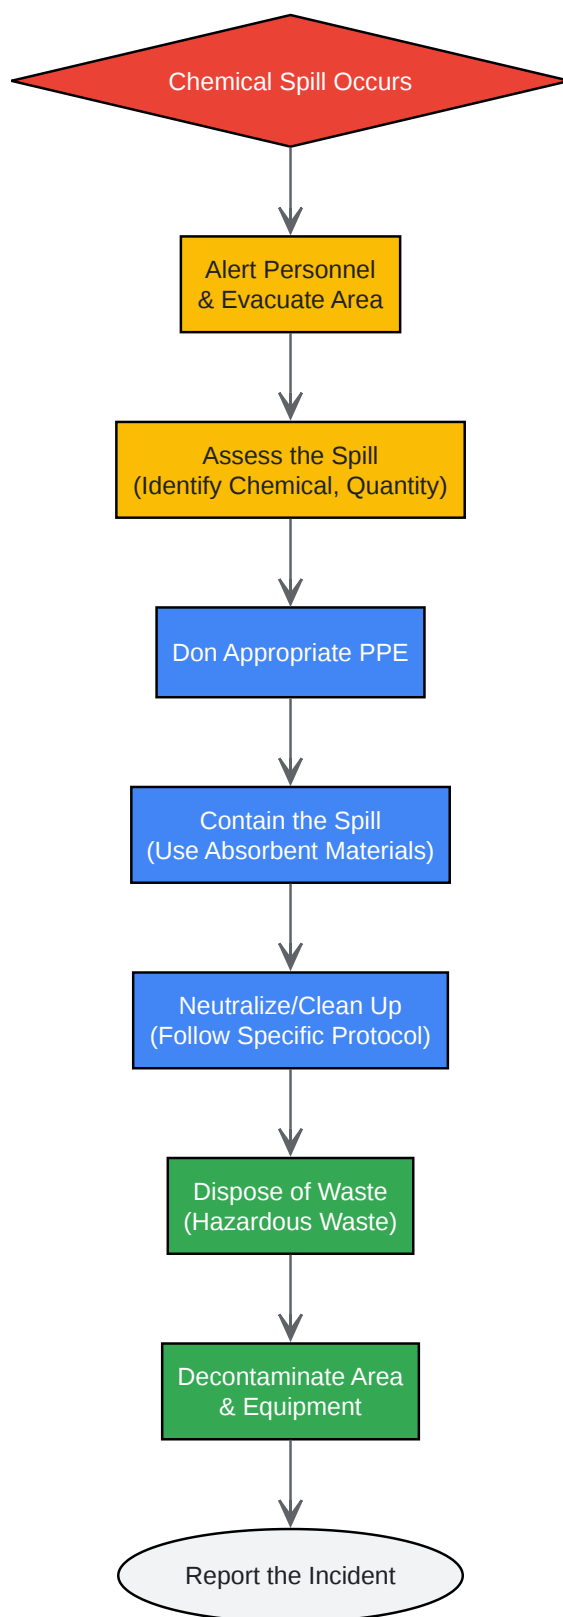 Chemical Spill Occurs
Alert Personnel
& Evacuate Area
Assess the Spill
(Identify Chemical, Quantity)
Don Appropriate PPE
Contain the Spill
(Use Absorbent Materials)
Neutralize/Clean Up
(Follow Specific Protocol)
Dispose of Waste
(Hazardous Waste)
Decontaminate Area
& Equipment
Report the Incident